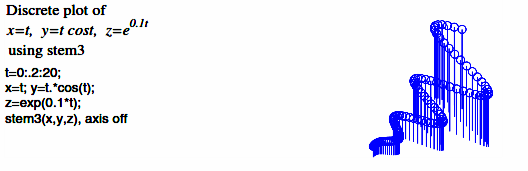 Discrete plot of
x=t, y=t cost, z=e^0.1t
using stem3
t=0:.2:20;
x=t; y=t.*cos(t);
z=exp(0.1*t);
stem3(x,y,z), axis off